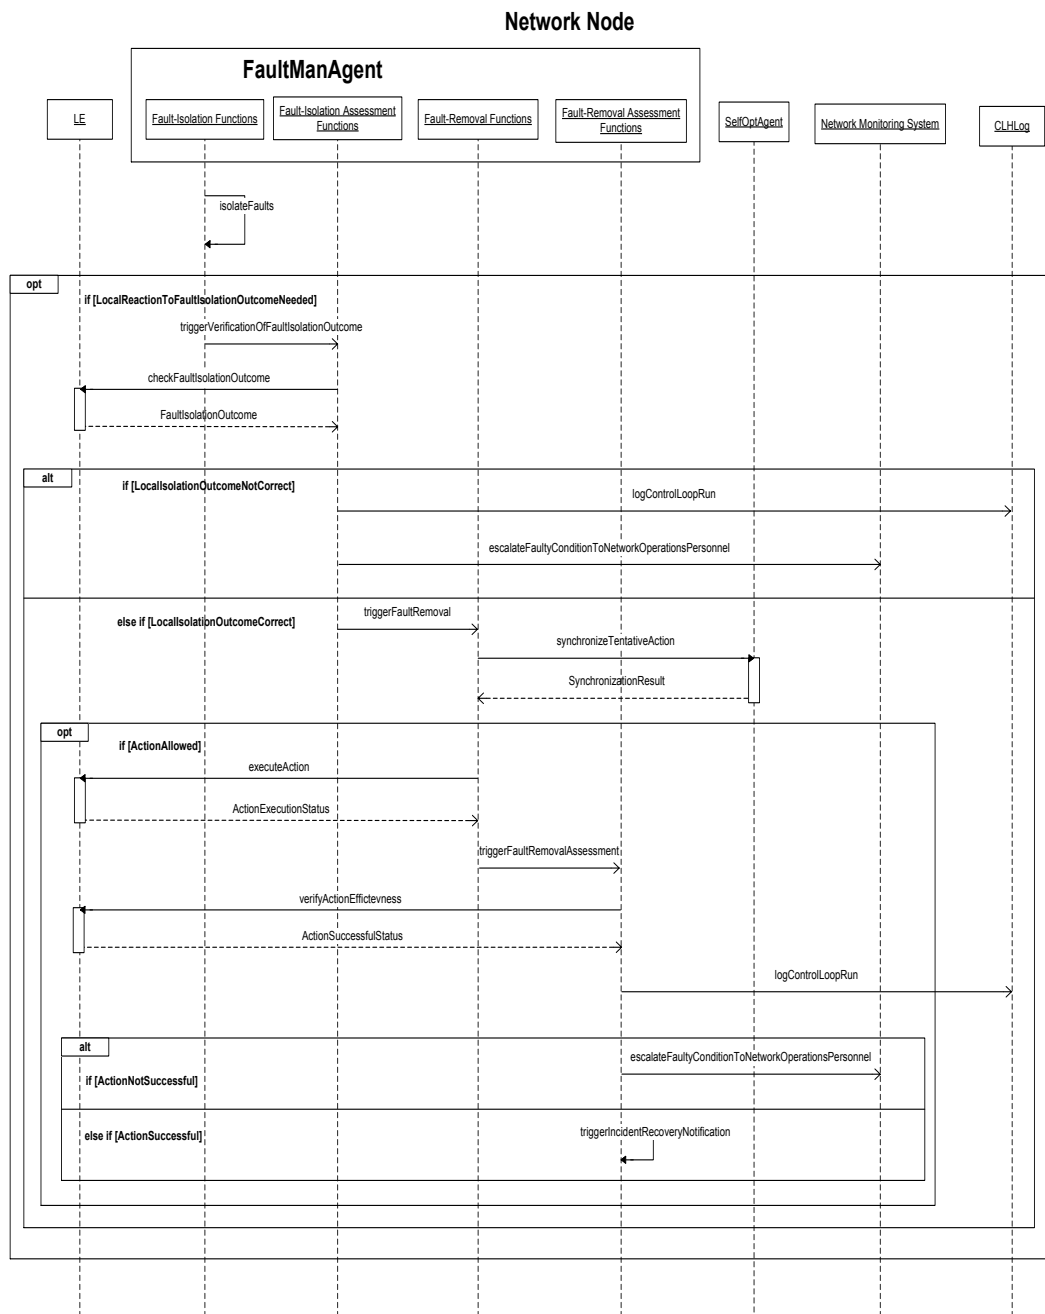 Network Node
FaultManAgent
LE
Fault-Isolation Functions
Fault-Isolation Assessment
Functions
Fault-Removal Functions
Fault-Removal Assessment
Functions
SelfOptAgent
Network Monitoring System
CLHLog
isolateFaults
opt
if [LocalReactionToFaultIsolationOutcomeNeeded]
triggerVerificationOfFaultIsolationOutcome
checkFaultIsolationOutcome
FaultIsolationOutcome
alt
if [LocalIsolationOutcomeNotCorrect]
logControlLoopRun
escalateFaultyConditionToNetworkOperationsPersonnel
else if [LocalIsolationOutcomeCorrect]
triggerFaultRemoval
synchronizeTentativeAction
SynchronizationResult
opt
if [ActionAllowed]
executeAction
ActionExecutionStatus
triggerFaultRemovalAssessment
verifyActionEffictevness
ActionSuccessfulStatus
logControlLoopRun
alt
escalateFaultyConditionToNetworkOperationsPersonnel
if [ActionNotSuccessful]
else if [ActionSuccessful]
triggerIncidentRecoveryNotification